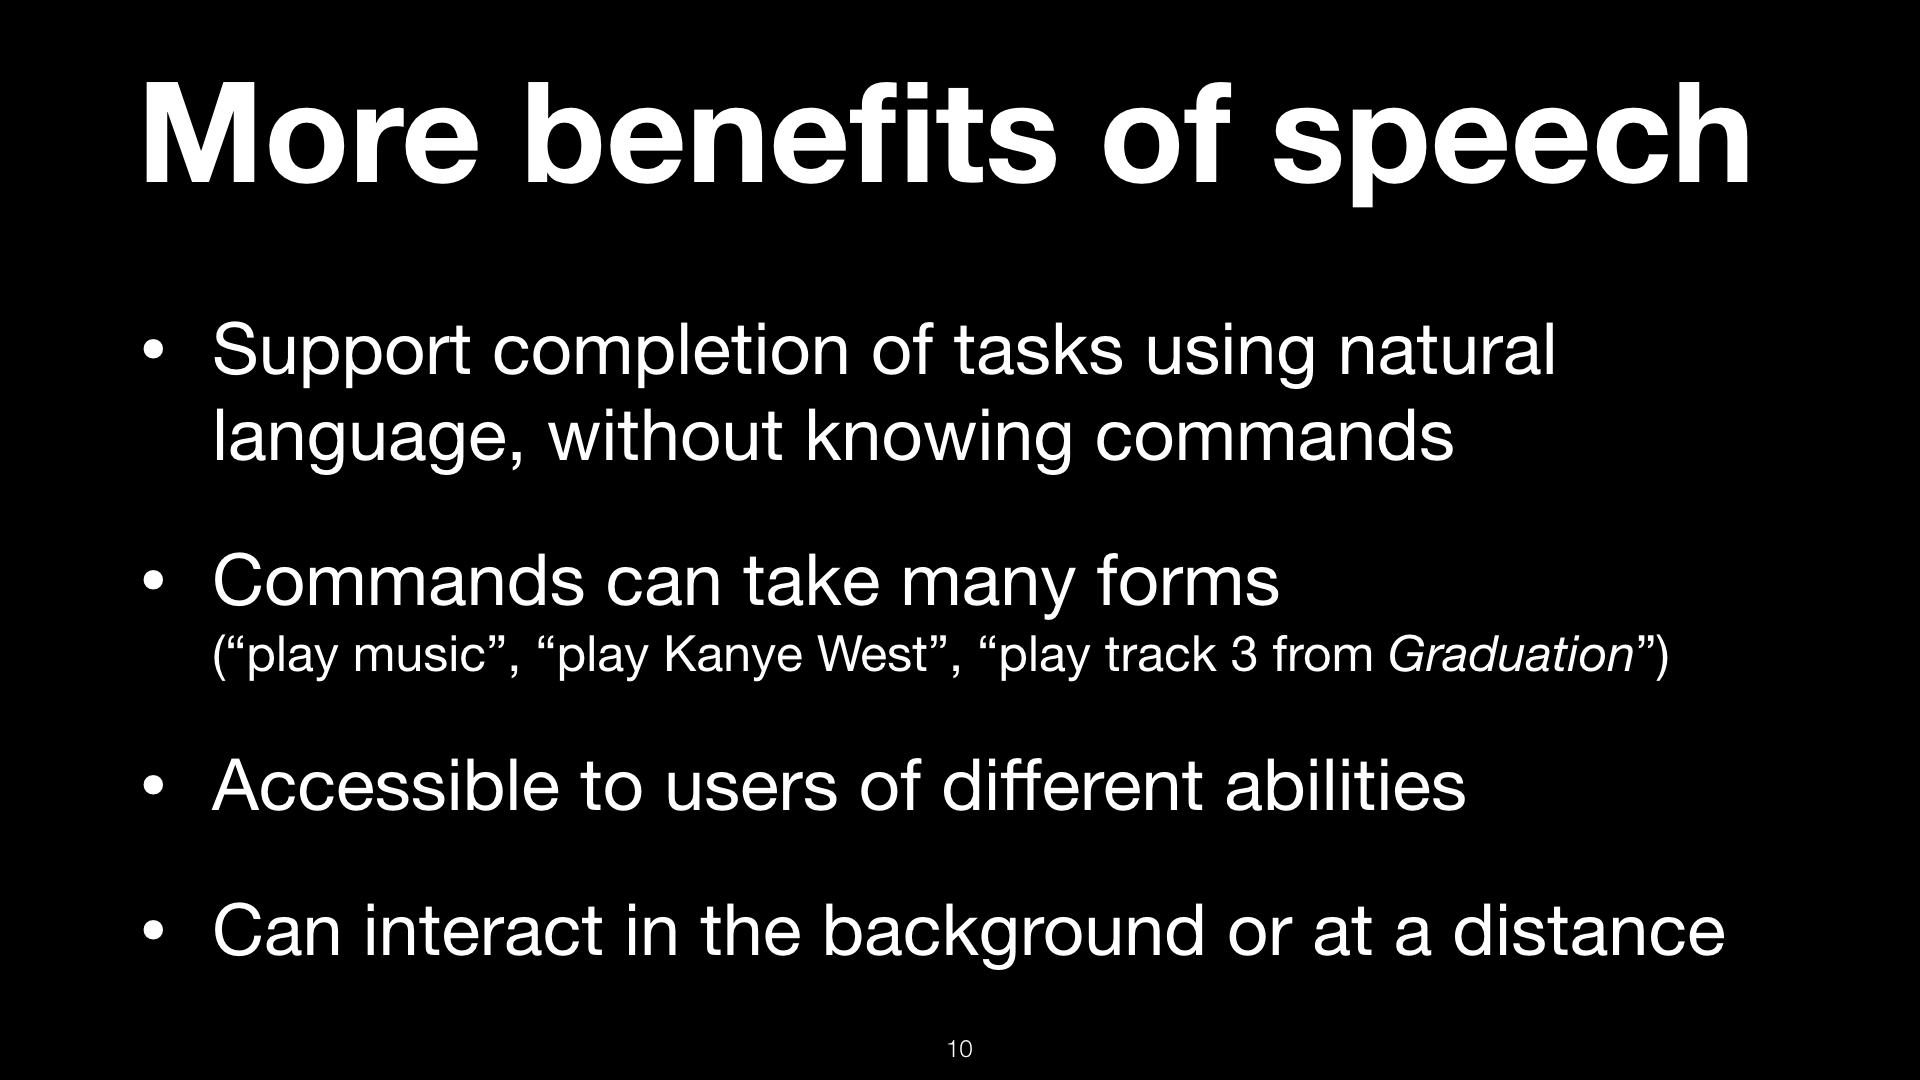 More benefits of speech
• Support completion of tasks using natural
language, without knowing commands
• Commands can take many forms
(“play music”, “play Kanye West”, “play track 3 from Graduation”)
• Accessible to users of different abilities
• Can interact in the background or at a distance
10